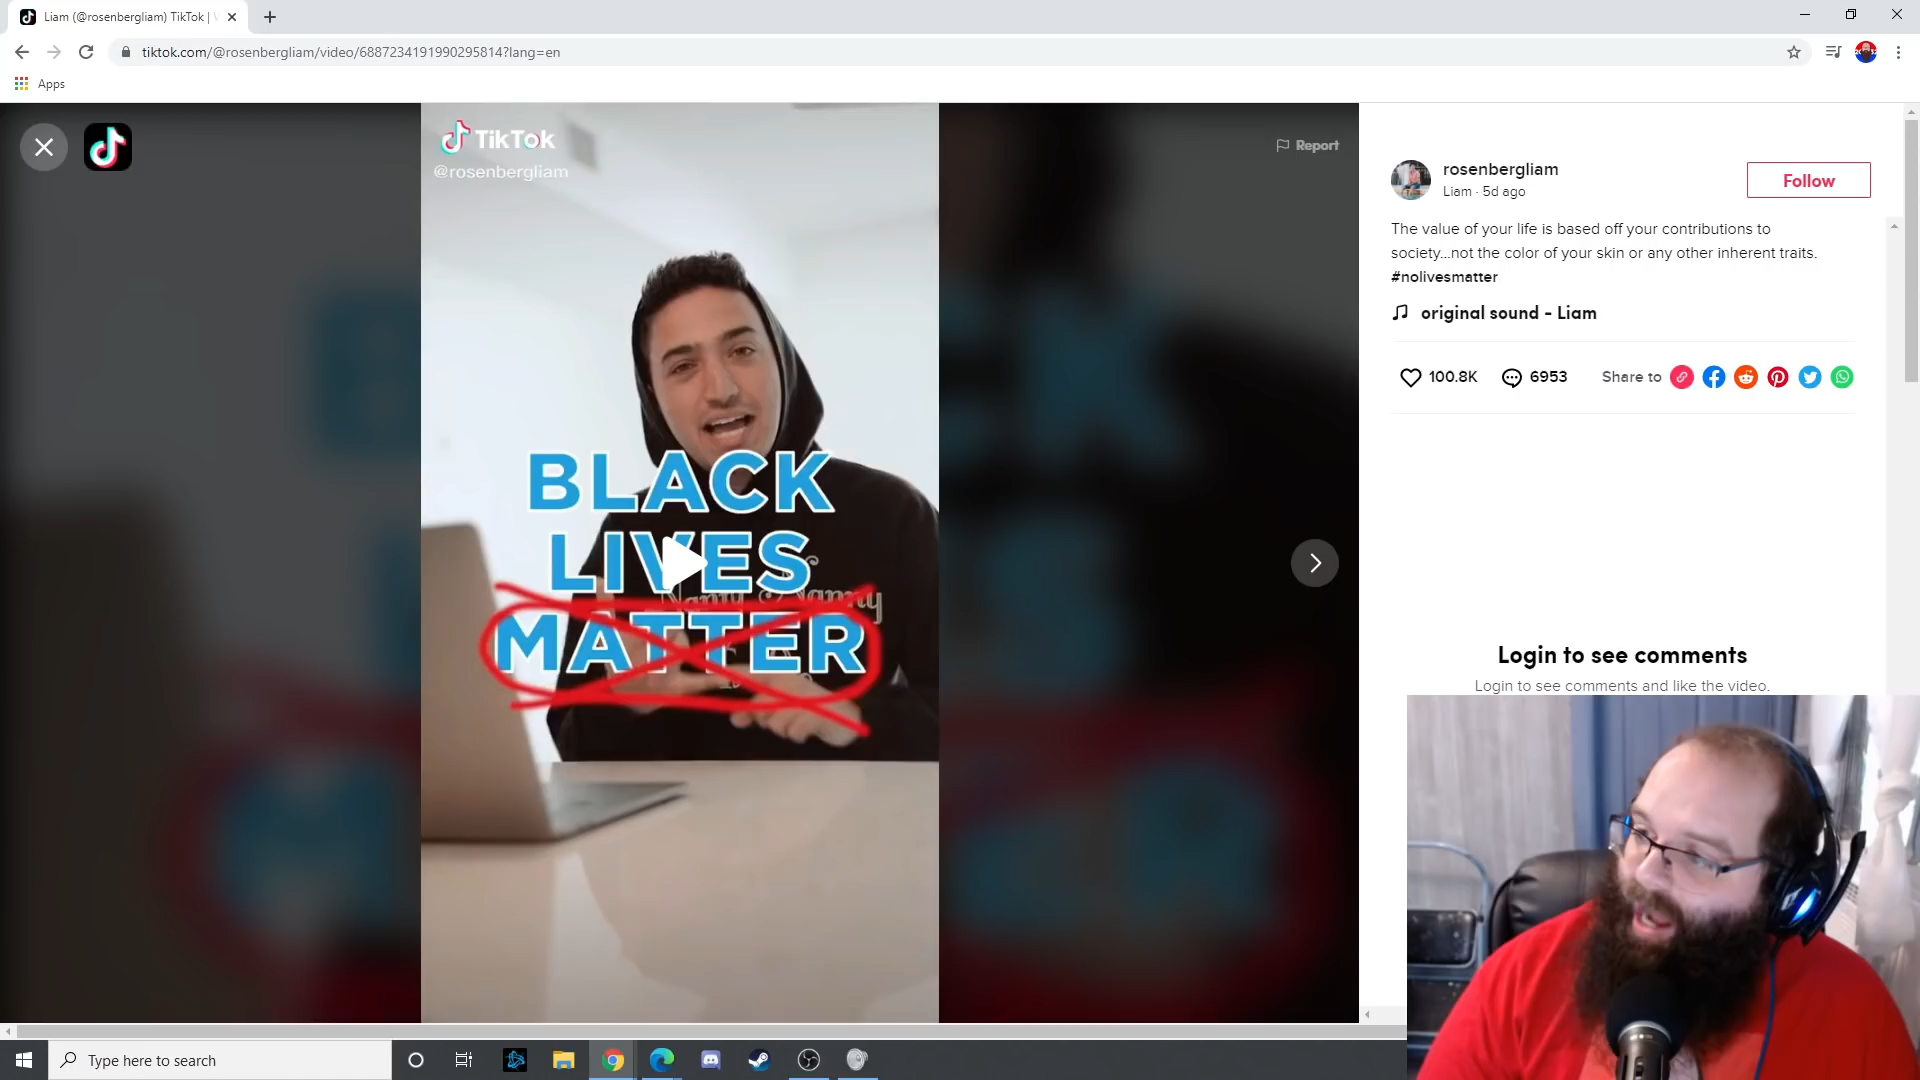 Liam (@rosenbergliam) TikTok |
tiktok.com/@rosenbergliam/video/6887234191990295814?lang=en
Apps
TikTok
@rosenbergliam
Report
BLACK
LIVES
MATTER
rosenbergliam
Liam · 5d ago
Follow
The value of your life is based off your contributions to
society...not the color of your skin or any other inherent traits.
#nolivesmatter
original sound - Liam
100.8K
6953
Share to
Login to see comments
Login to see comments and like the video.
Type here to search